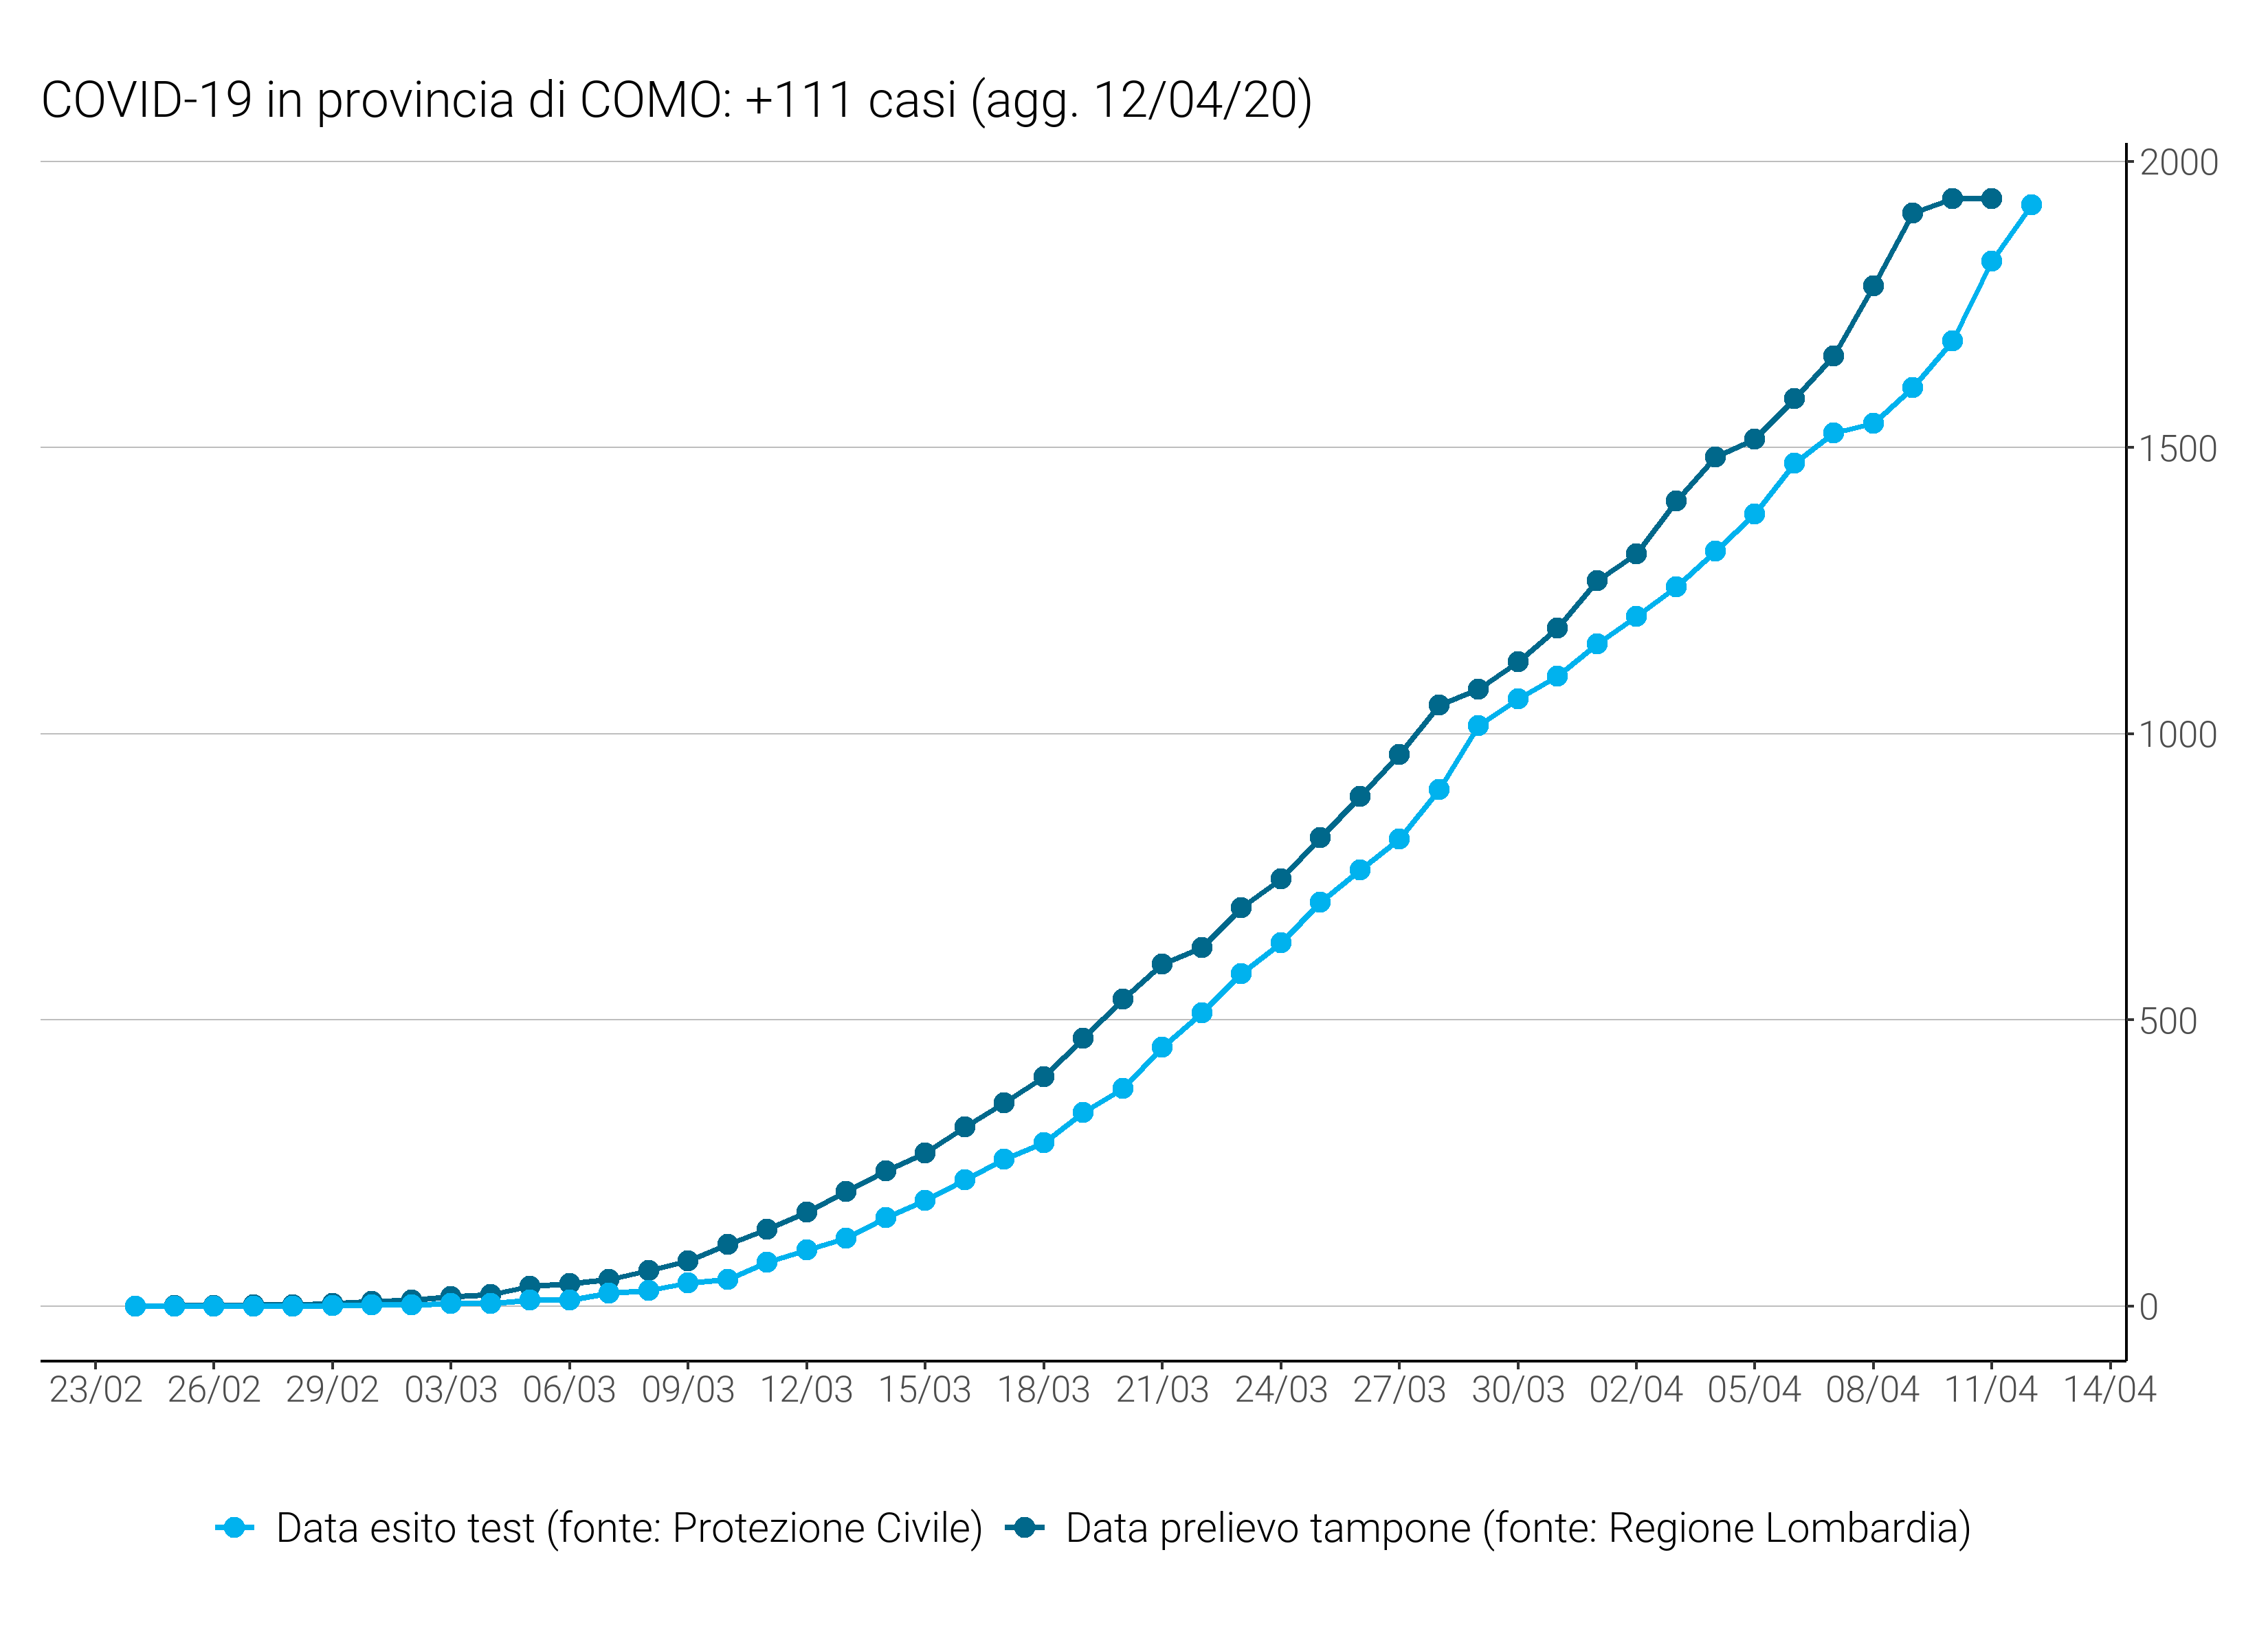 COVID-19 in provincia di COMO: +111 casi (agg. 12/04/20)
2000
1500
1000
500
0
23/02 26/02 29/02 03/03 06/03 09/03 12/03 15/03 18/03 21/03 24/03 27/03 30/03 02/04 05/04 08/04 11/04 14/04
Data esito test (fonte: Protezione Civile) Data prelievo tampone (fonte: Regione Lombardia)